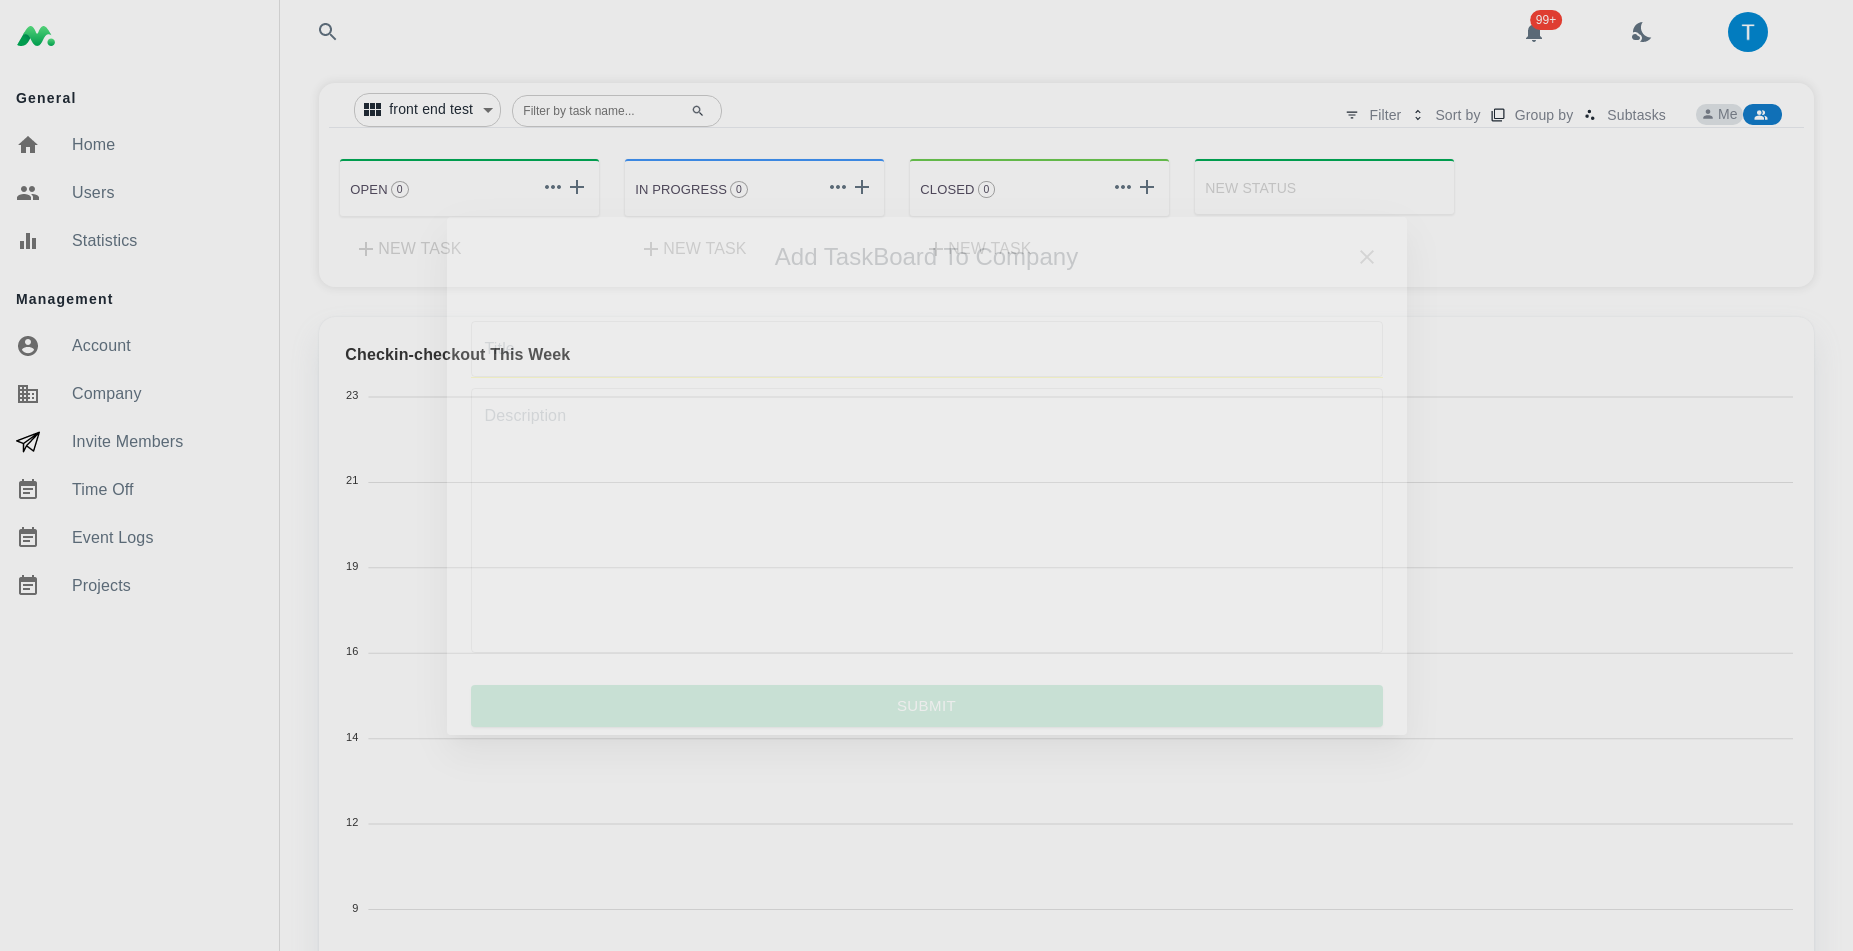 99+
T
General
Home
Users
Statistics
Management
Account
Company
Invite Members
Time Off
Event Logs
Projects
front end test
Filter by task name...
Filter
Sort by
Group by
Subtasks
Me
OPEN 0
IN PROGRESS 0
CLOSED 0
NEW STATUS
NEW TASK
NEW TASK
NEW TASK
Add TaskBoard To Company
Title
Checkin-checkout This Week
Description
SUBMIT
23
21
19
16
14
12
9